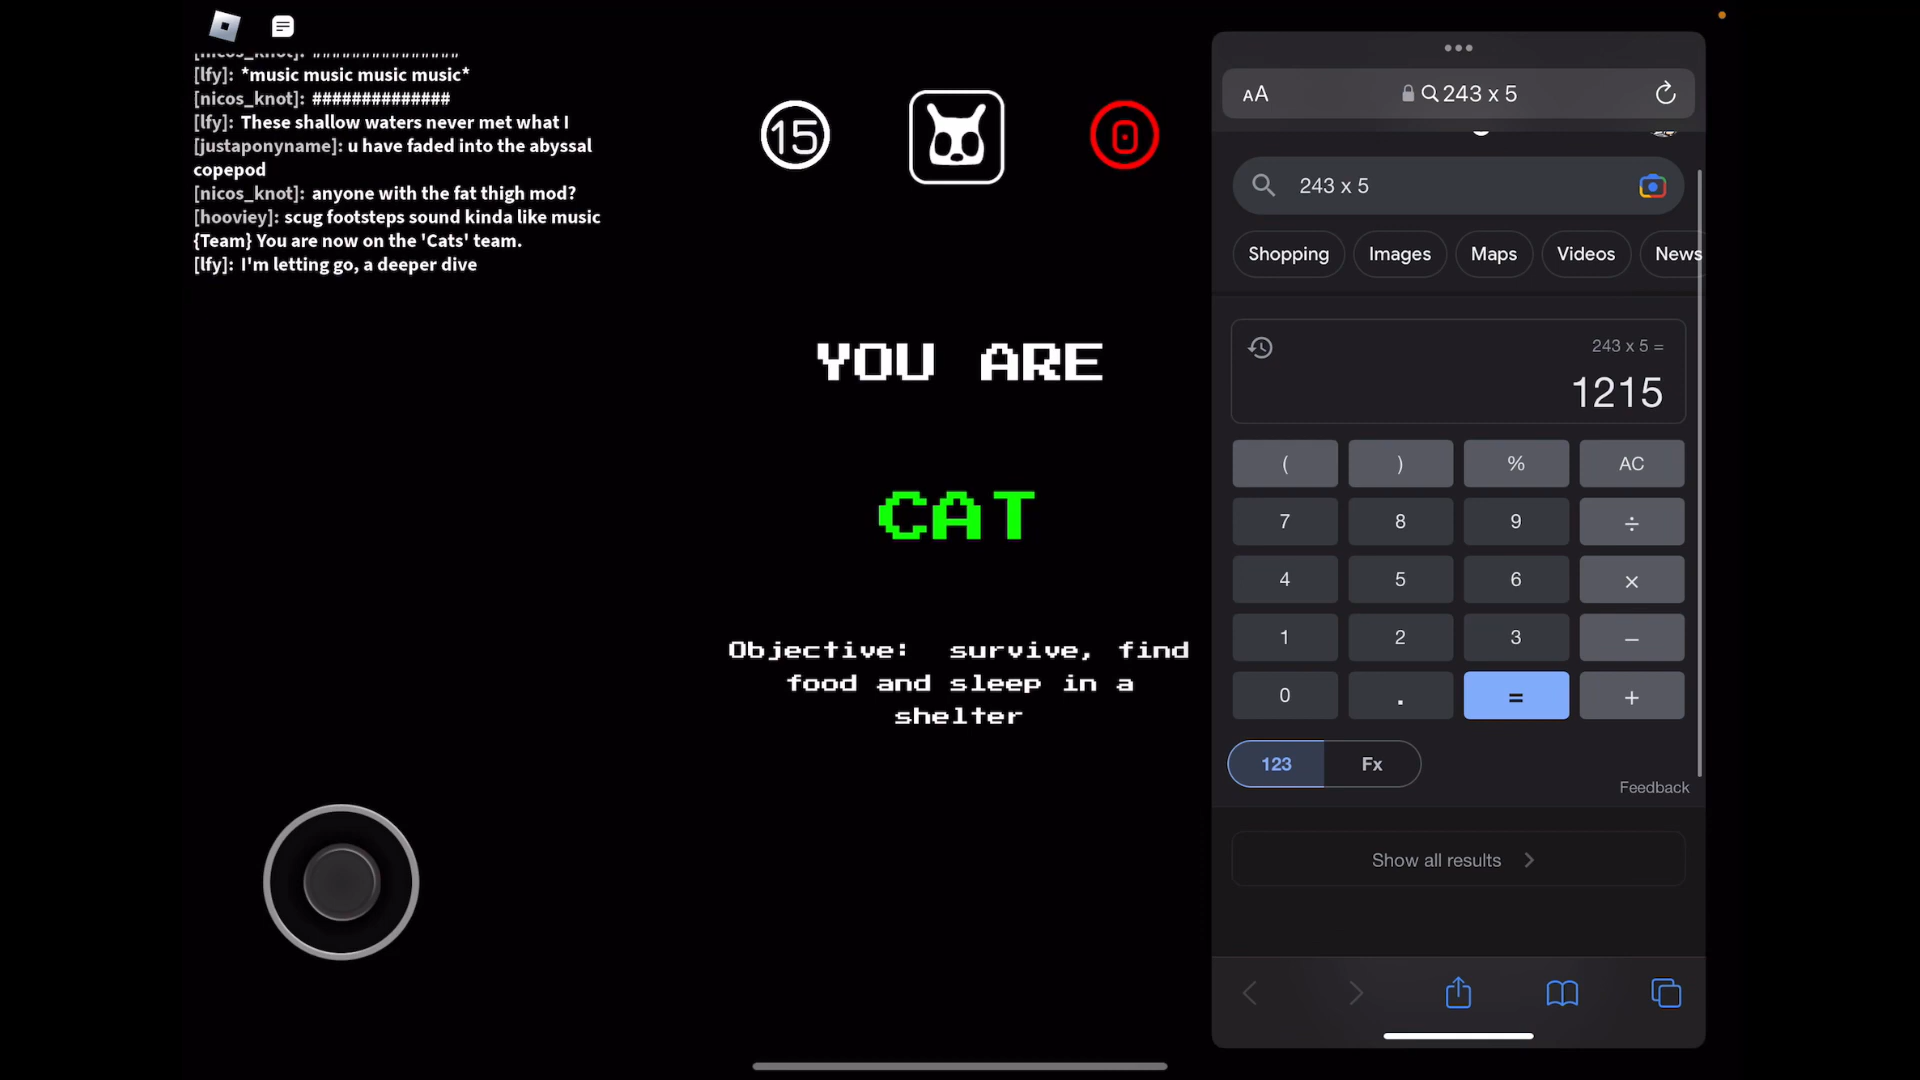 [nicos_knot]: ###############
[lfy]: *music music music music*
[nicos_knot]: ##############
[lfy]: These shallow waters never met what I
[justaponyname]: u have faded into the abyssal
copepod
[nicos_knot]: anyone with the fat thigh mod?
[hooviey]: scug footsteps sound kinda like music
{Team} You are now on the 'Cats' team.
[lfy]: I'm letting go, a deeper dive
15
0
YOU ARE
CAT
Objective: survive, find
food and sleep in a
shelter
AA
243 x 5
243 x 5
Shopping Images Maps Videos News
243 x 5 =
1215
( ) % AC
7 8 9 ÷
4 5 6 ×
1 2 3 −
0 . = +
123 Fx
Feedback
Show all results